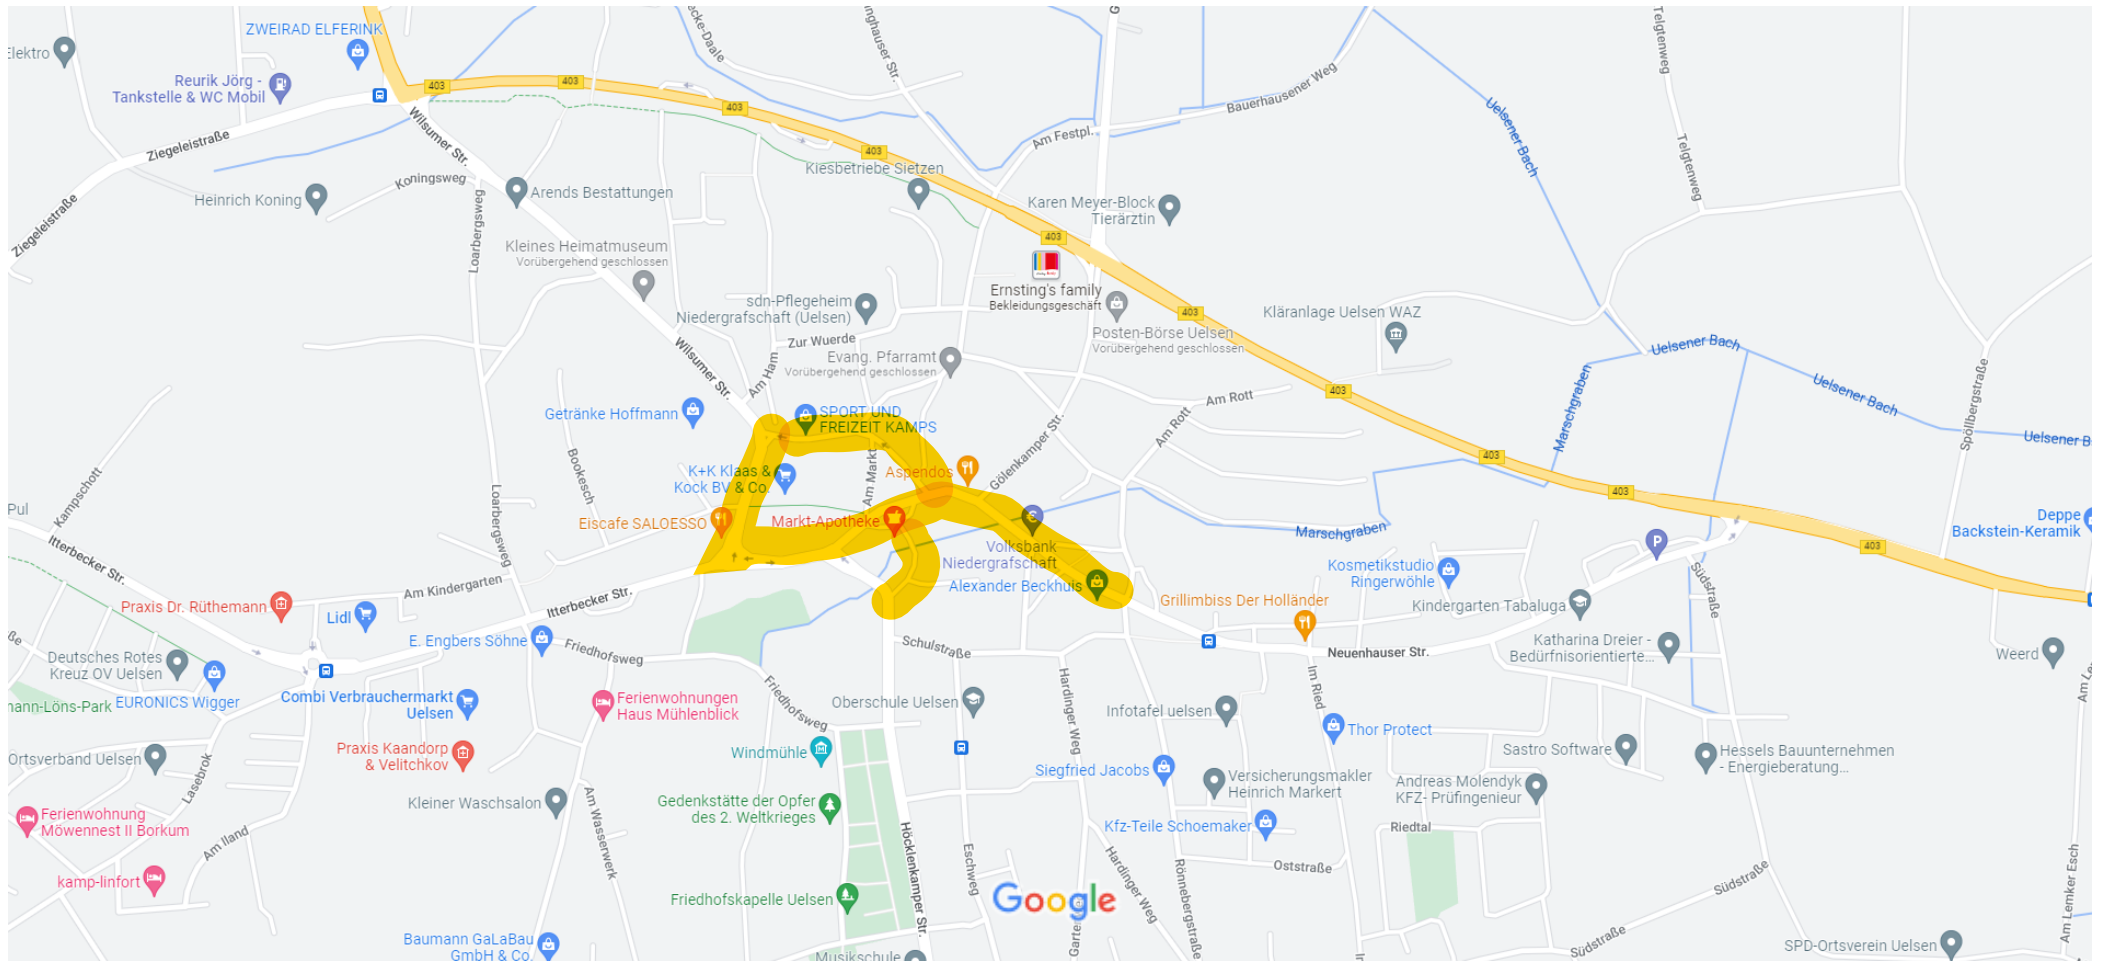 ZWEIRAD ELFERINK
Elektro
Reurik Jörg -
Tankstelle & WC Mobil
403
403
403
403
403
403
403
403
403
403
Ziegeleistraße
Ziegeleistraße
Wilsumer Str.
Koningsweg
Loarbergsweg
Heinrich Koning
Arends Bestattungen
Kleines Heimatmuseum
Vorübergehend geschlossen
Kiesbetriebe Sietzen
Am Festpl.
Bauerhausener Weg
Uelsener Bach
Telgtenweg
Telgtenweg
Karen Meyer-Block
Tierärztin
Ernsting's family
Bekleidungsgeschäft
Posten-Börse Uelsen
Vorübergehend geschlossen
Kläranlage Uelsen WAZ
Uelsener Bach
Uelsener Bach
Uelsener B
Marschgraben
Spöllbergstraße
sdn-Pflegeheim
Niedergrafschaft (Uelsen)
Zur Wuerde
Evang. Pfarramt
Vorübergehend geschlossen
Wilsumer Str.
Am Ham
Am Rott
Am Rott
Getränke Hoffmann
SPORT UND
FREIZEIT KAMPS
Gölenkamper Str.
K+K Klaas &
Kock BV & Co.
Am Markt
Aspendos
Bookesch
Kampschott
Loarbergsweg
Pul
Eiscafe SALOESSO
Markt-Apotheke
Volksbank
Niedergrafschaft
Marschgraben
P
Deppe
Backstein-Keramik
Itterbecker Str.
Am Kindergarten
Itterbecker Str.
Alexander Beckhuis
Grillimbiss Der Holländer
Kosmetikstudio
Ringerwöhle
Kindergarten Tabaluga
Südstraße
Praxis Dr. Rüthemann
Lidl
E. Engbers Söhne
Friedhofsweg
Schulstraße
Neuenhauser Str.
Katharina Dreier -
Bedürfnisorientierte...
Weerd
Deutsches Rotes
Kreuz OV Uelsen
EURONICS Wigger
mann-Löns-Park
Combi Verbrauchermarkt
Uelsen
Ferienwohnungen
Haus Mühlenblick
Friedhofsweg
Oberschule Uelsen
Hardinger Weg
Infotafel uelsen
Im Ried
Thor Protect
Sastro Software
Hessels Bauunternehmen
- Energieberatung...
Ortsverband Uelsen
Praxis Kaandorp
& Velitchkov
Windmühle
Siegfried Jacobs
Versicherungsmakler
Heinrich Markert
Andreas Molendyk
KFZ- Prüfingenieur
Lasebrok
Kleiner Waschsalon
Gedenkstätte der Opfer
des 2. Weltkrieges
Kfz-Teile Schoemaker
Riedtal
Ferienwohnung
Möwennest II Borkum
Am Iland
Am Wasserwerk
Höcklenkamper Str.
Eschweg
Hardinger Weg
Rönnebergstraße
Oststraße
Südstraße
Am Lemker Esch
kamp-linfort
Friedhofskapelle Uelsen
Google
Südstraße
Baumann GaLaBau
GmbH & Co.
Musikschule
SPD-Ortsverein Uelsen